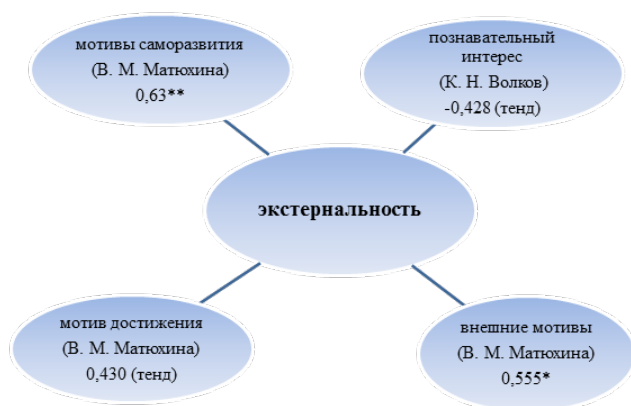 мотивы саморазвития
(В. М. Матюхина)
0,63**
познавательный
интерес
(К. Н. Волков)
-0,428 (тенд)
экстернальность
мотив достижения
(В. М. Матюхина)
0,430 (тенд)
внешние мотивы
(В. М. Матюхина)
0,555*